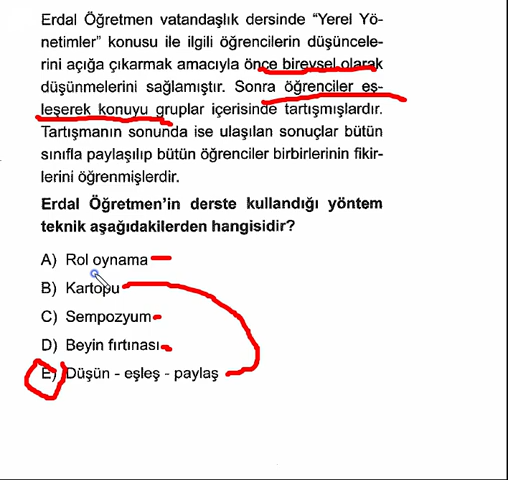 Erdal Öğretmen vatandaşlık dersinde “Yerel Yö-
netimler” konusu ile ilgili öğrencilerin düşüncele-
rini açığa çıkarmak amacıyla önce bireysel olarak
düşünmelerini sağlamıştır. Sonra öğrenciler eş-
leşerek konuyu gruplar içerisinde tartışmışlardır.
Tartışmanın sonunda ise ulaşılan sonuçlar bütün
sınıfla paylaşılıp bütün öğrenciler birbirlerinin fikir-
lerini öğrenmişlerdir.
Erdal Öğretmen’in derste kullandığı yöntem
teknik aşağıdakilerden hangisidir?
A) Rol oynama
B) Kartopu
C) Sempozyum
D) Beyin fırtınası
E) Düşün - eşleş - paylaş